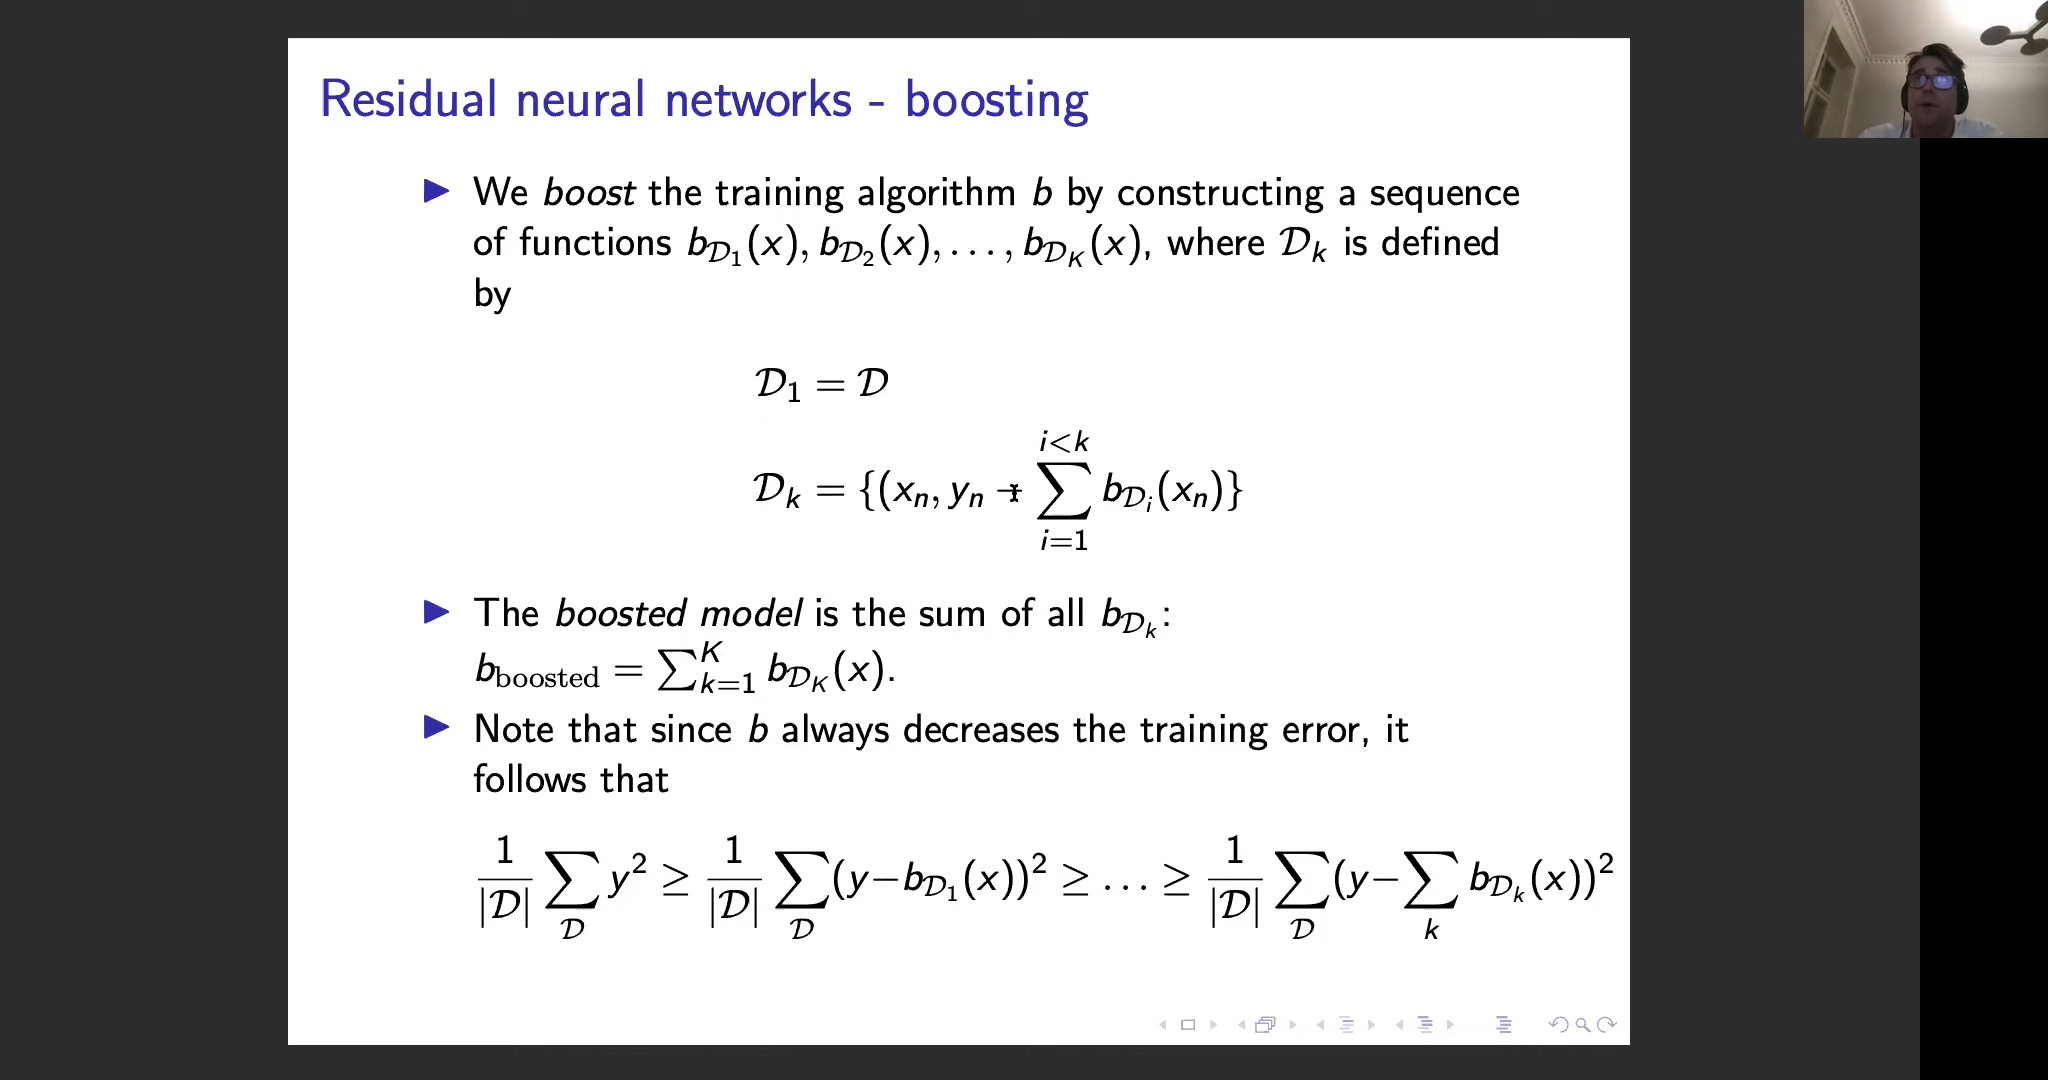 Residual neural networks - boosting
We boost the training algorithm b by constructing a sequence
of functions b_{𝒟_1}(x), b_{𝒟_2}(x), . . . , b_{𝒟_K}(x), where 𝒟_k is defined
by
𝒟_1 = 𝒟
𝒟_k = {(x_n, y_n − ∑_{i=1}^{i<k} b_{𝒟_i}(x_n)}
The boosted model is the sum of all b_{𝒟_k}:
b_boosted = ∑_{k=1}^{K} b_{𝒟_K}(x).
Note that since b always decreases the training error, it
follows that
1/|𝒟| ∑_𝒟 y² ≥ 1/|𝒟| ∑_𝒟 (y−b_{𝒟_1}(x))² ≥ . . . ≥ 1/|𝒟| ∑_𝒟 (y−∑_k b_{𝒟_k}(x))²